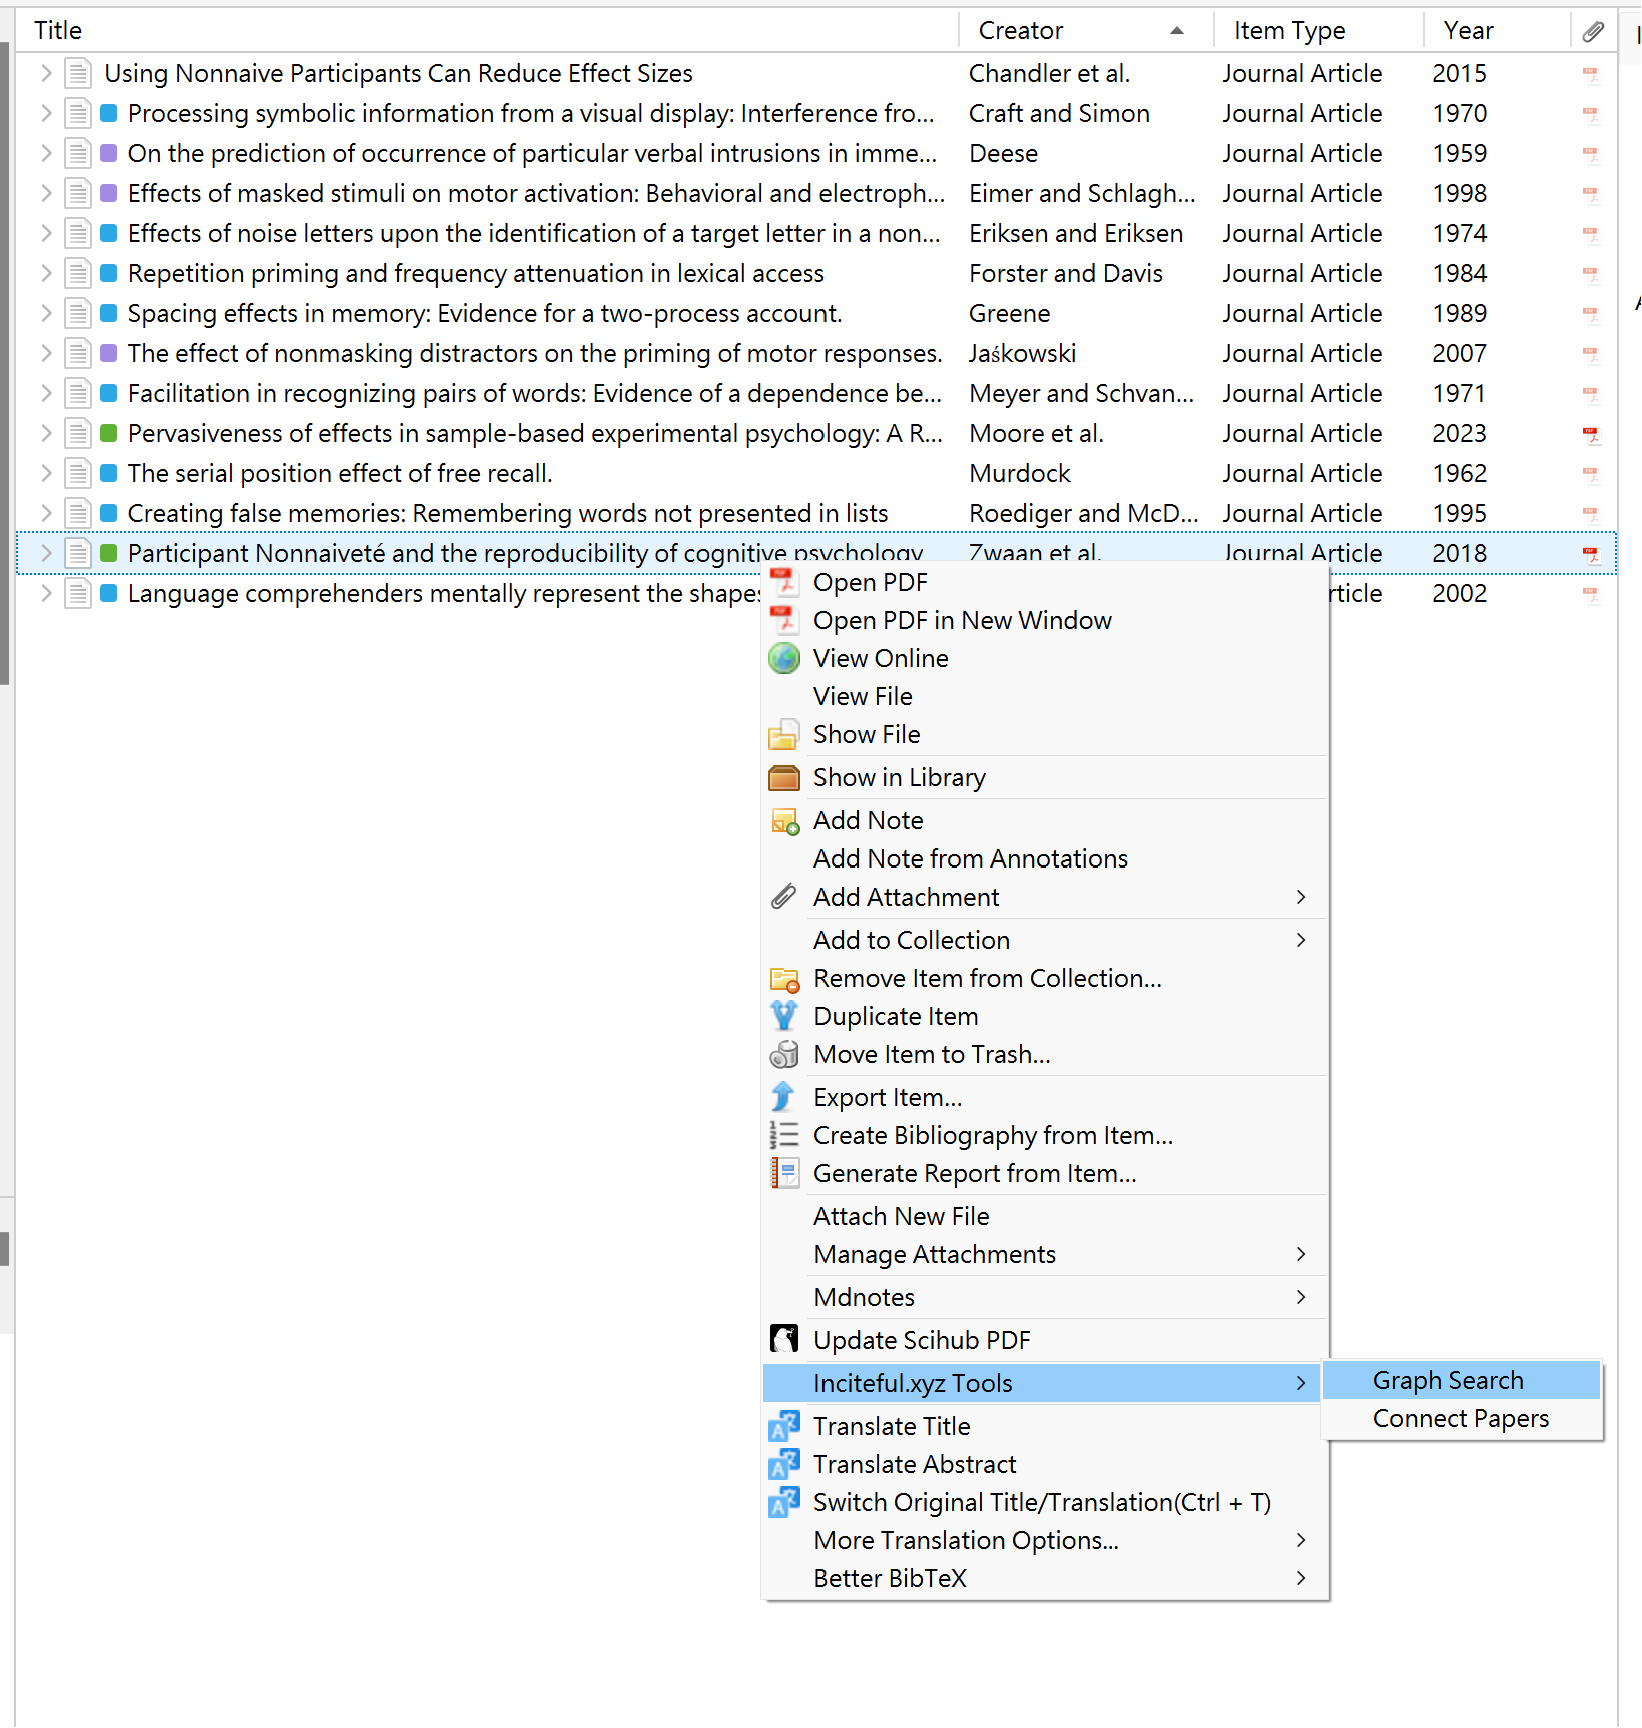 Title Creator Item Type Year
Using Nonnaive Participants Can Reduce Effect Sizes Chandler et al. Journal Article 2015
Processing symbolic information from a visual display: Interference fro... Craft and Simon Journal Article 1970
On the prediction of occurrence of particular verbal intrusions in imme... Deese Journal Article 1959
Effects of masked stimuli on motor activation: Behavioral and electroph... Eimer and Schlagh... Journal Article 1998
Effects of noise letters upon the identification of a target letter in a non... Eriksen and Eriksen Journal Article 1974
Repetition priming and frequency attenuation in lexical access Forster and Davis Journal Article 1984
Spacing effects in memory: Evidence for a two-process account. Greene Journal Article 1989
The effect of nonmasking distractors on the priming of motor responses. Jaśkowski Journal Article 2007
Facilitation in recognizing pairs of words: Evidence of a dependence be... Meyer and Schvan... Journal Article 1971
Pervasiveness of effects in sample-based experimental psychology: A R... Moore et al. Journal Article 2023
The serial position effect of free recall. Murdock Journal Article 1962
Creating false memories: Remembering words not presented in lists Roediger and McD... Journal Article 1995
Participant Nonnaiveté and the reproducibility of cognitive psychology Zwaan et al. Journal Article 2018
Language comprehenders mentally represent the shapes rticle 2002
Open PDF
Open PDF in New Window
View Online
View File
Show File
Show in Library
Add Note
Add Note from Annotations
Add Attachment
Add to Collection
Remove Item from Collection...
Duplicate Item
Move Item to Trash...
Export Item...
Create Bibliography from Item...
Generate Report from Item...
Attach New File
Manage Attachments
Mdnotes
Update Scihub PDF
Inciteful.xyz Tools
Graph Search
Connect Papers
Translate Title
Translate Abstract
Switch Original Title/Translation(Ctrl + T)
More Translation Options...
Better BibTeX